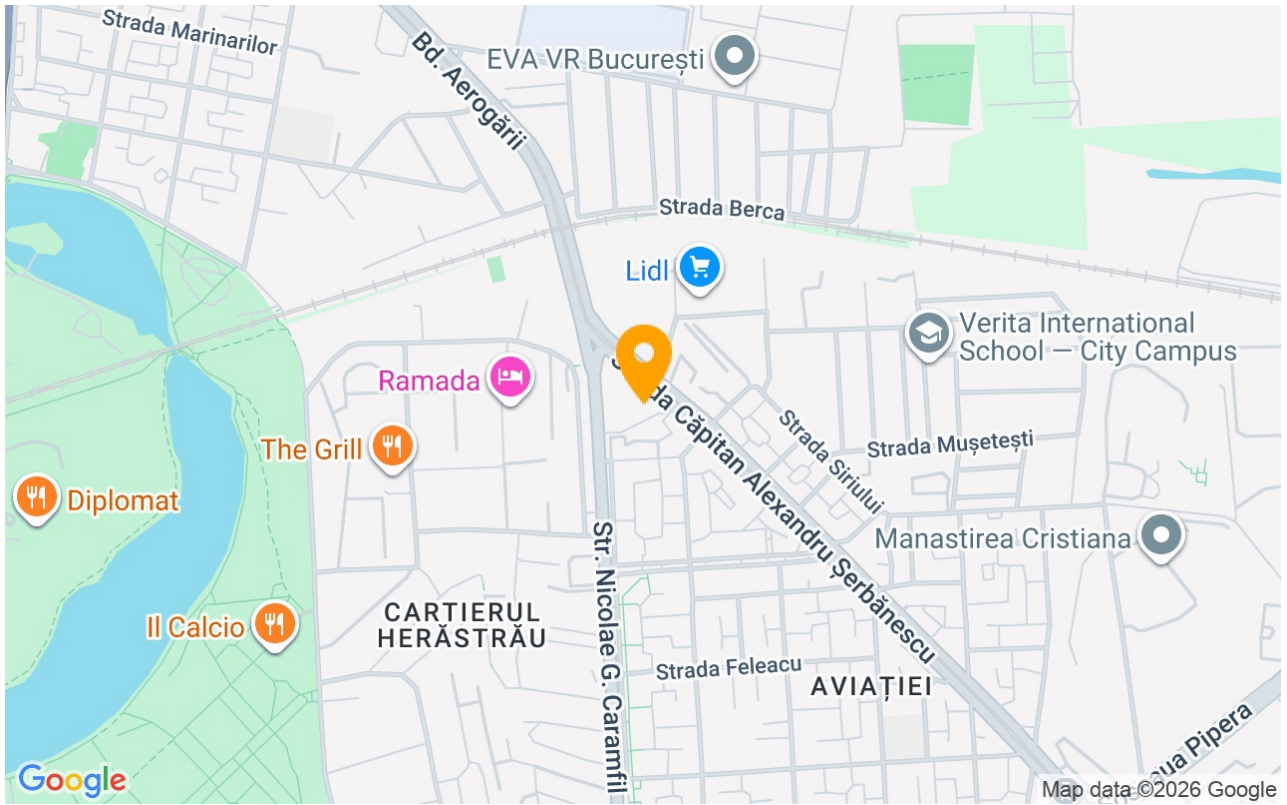 Strada Marinarilor
Bd. Aerogării
EVA VR București
Strada Berca
Lidl
Verita International
School — City Campus
Ramada
The Grill
Strada Mușetești
Strada Siriului
Diplomat
Căpitan Alexandru Șerbănescu
Manastirea Cristiana
Str. Nicolae G. Caramfil
CARTIERUL
HERĂSTRĂU
Il Calcio
Strada Feleacu
AVIAȚIEI
Pipera
Google
Map data ©2026 Google